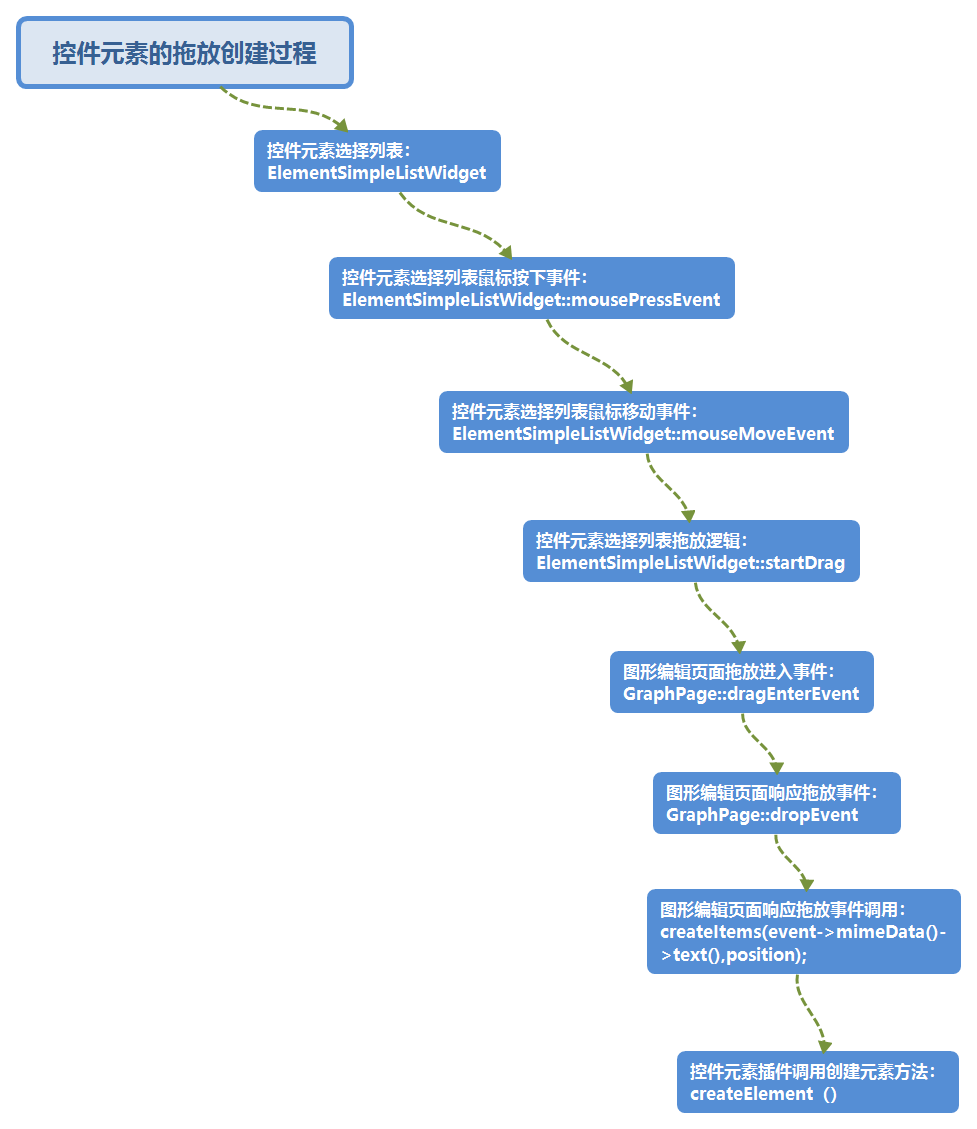 控件元素的拖放创建过程
控件元素选择列表：
ElementSimpleListWidget
控件元素选择列表鼠标按下事件：
ElementSimpleListWidget::mousePressEvent
控件元素选择列表鼠标移动事件：
ElementSimpleListWidget::mouseMoveEvent
控件元素选择列表拖放逻辑：
ElementSimpleListWidget::startDrag
图形编辑页面拖放进入事件：
GraphPage::dragEnterEvent
图形编辑页面响应拖放事件：
GraphPage::dropEvent
图形编辑页面响应拖放事件调用：
createItems(event->mimeData()-
>text(),position);
控件元素插件调用创建元素方法：
createElement（）